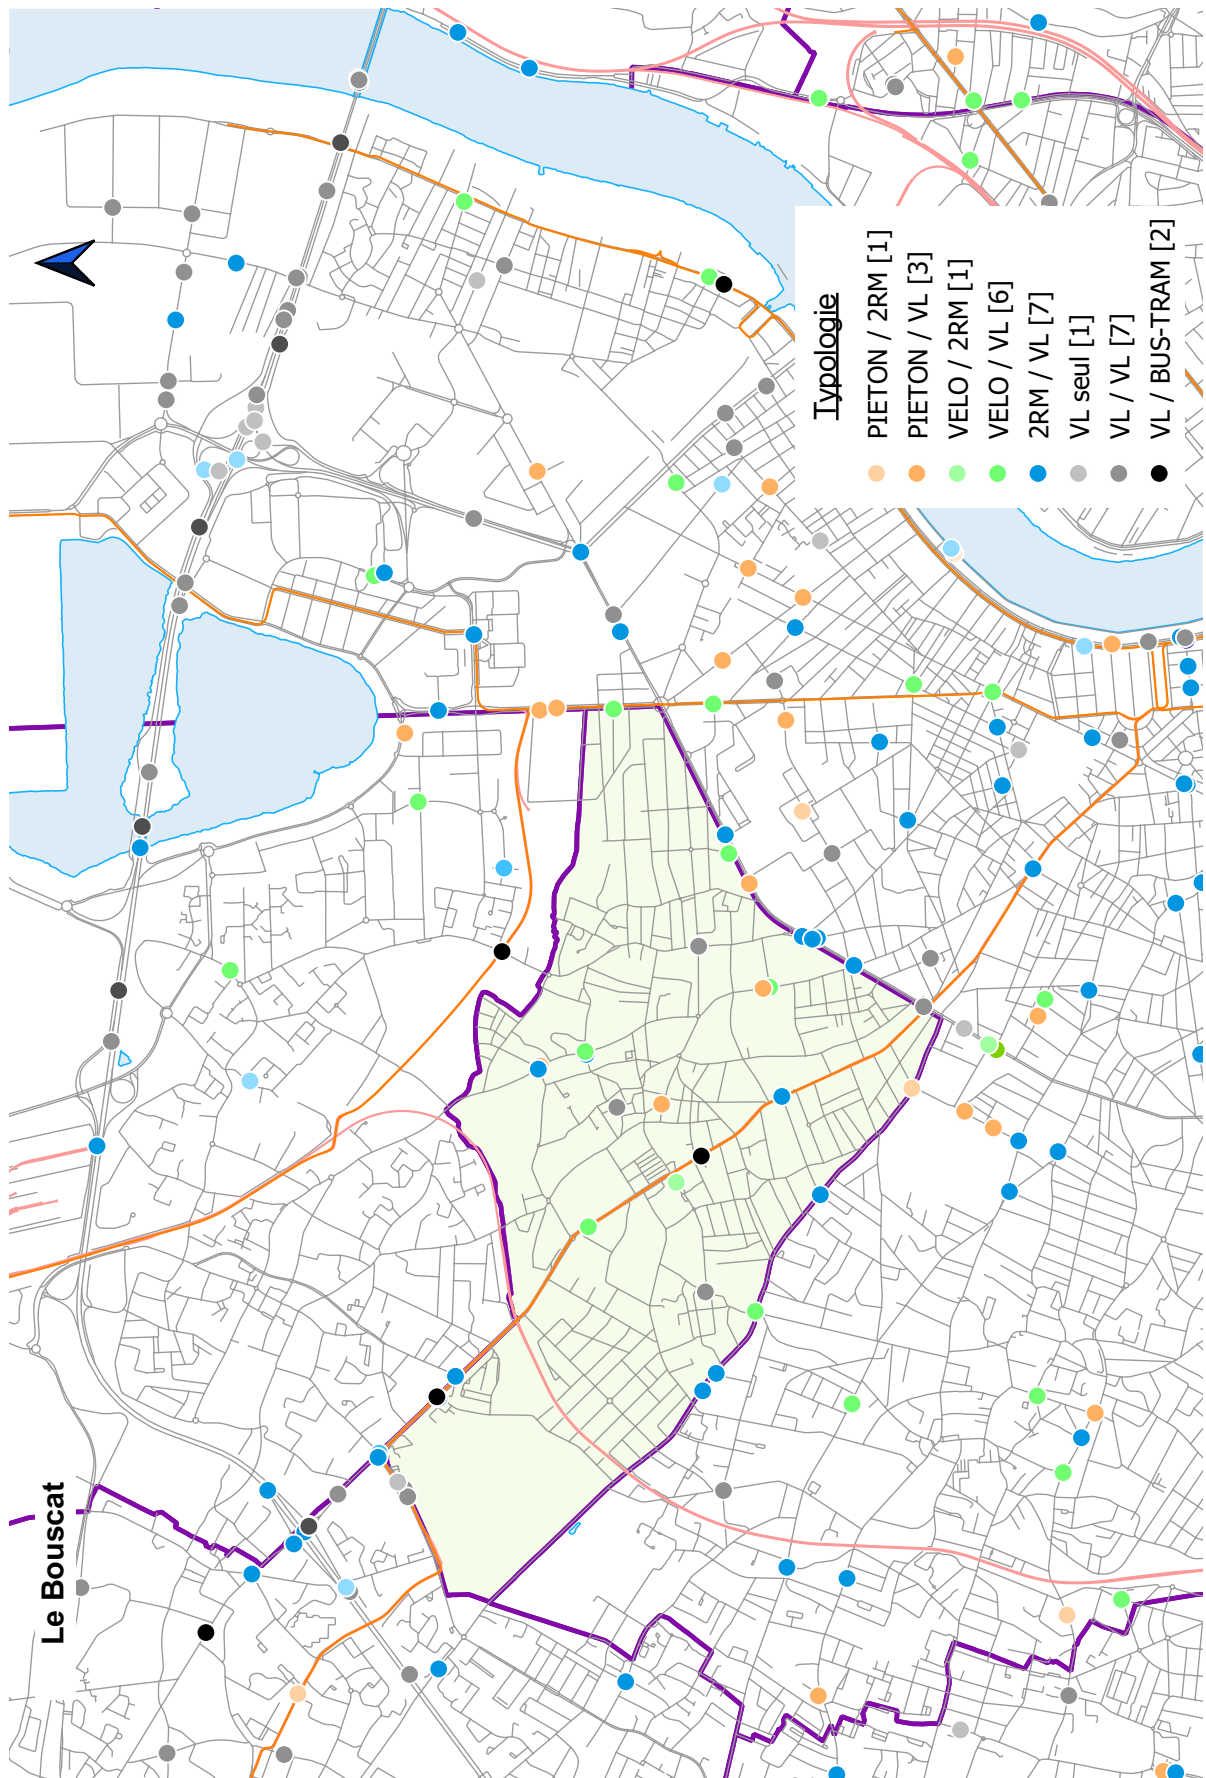 Le Bouscat
Typologie
PIETON / 2RM [1]
PIETON / VL [3]
VELO / 2RM [1]
VELO / VL [6]
2RM / VL [7]
VL seul [1]
VL / VL [7]
VL / BUS-TRAM [2]